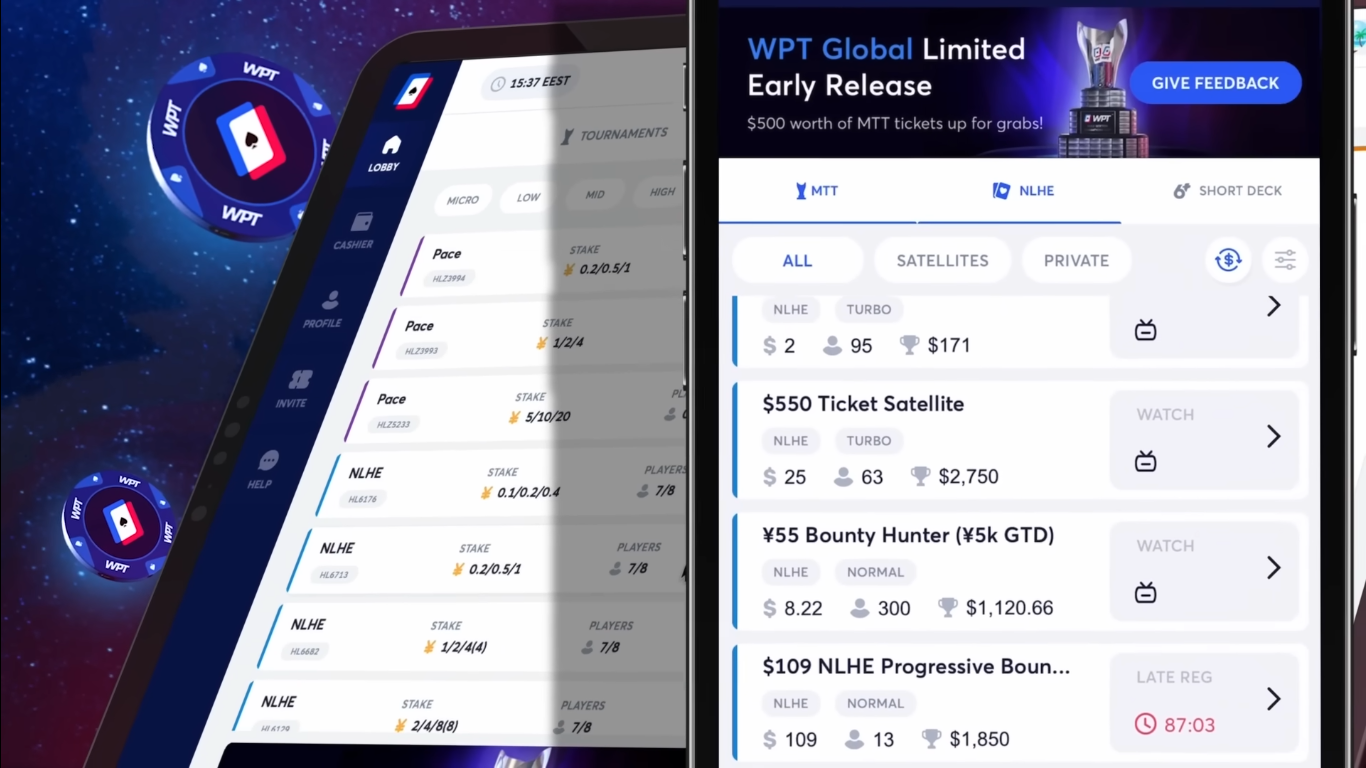 WPT
WPT
WPT
WPT
WPT
WPT
WPT
15:37 EEST
TOURNAMENTS
LOBBY
CASHIER
PROFILE
INVITE
HELP
MICRO LOW MID HIGH
Pace STAKE
HLZ3994 0.2/0.5/1
Pace STAKE
HLZ3993 1/2/4
Pace STAKE
HLZ5233 5/10/20
NLHE STAKE PLAYERS
HL6176 0.1/0.2/0.4 7/8
NLHE STAKE PLAYERS
HL6713 0.2/0.5/1 7/8
NLHE STAKE PLAYERS
HL6682 1/2/4(4) 7/8
NLHE STAKE PLAYERS
2/4/8(8) 7/8
WPT Global Limited
Early Release
$500 worth of MTT tickets up for grabs!
WPT
GIVE FEEDBACK
MTT NLHE 6+ SHORT DECK
ALL SATELLITES PRIVATE
NLHE TURBO
$ 2 95 $171
$550 Ticket Satellite WATCH
NLHE TURBO
$ 25 63 $2,750
¥55 Bounty Hunter (¥5k GTD) WATCH
NLHE NORMAL
$ 8.22 300 $1,120.66
$109 NLHE Progressive Boun... LATE REG
NLHE NORMAL 87:03
$ 109 13 $1,850